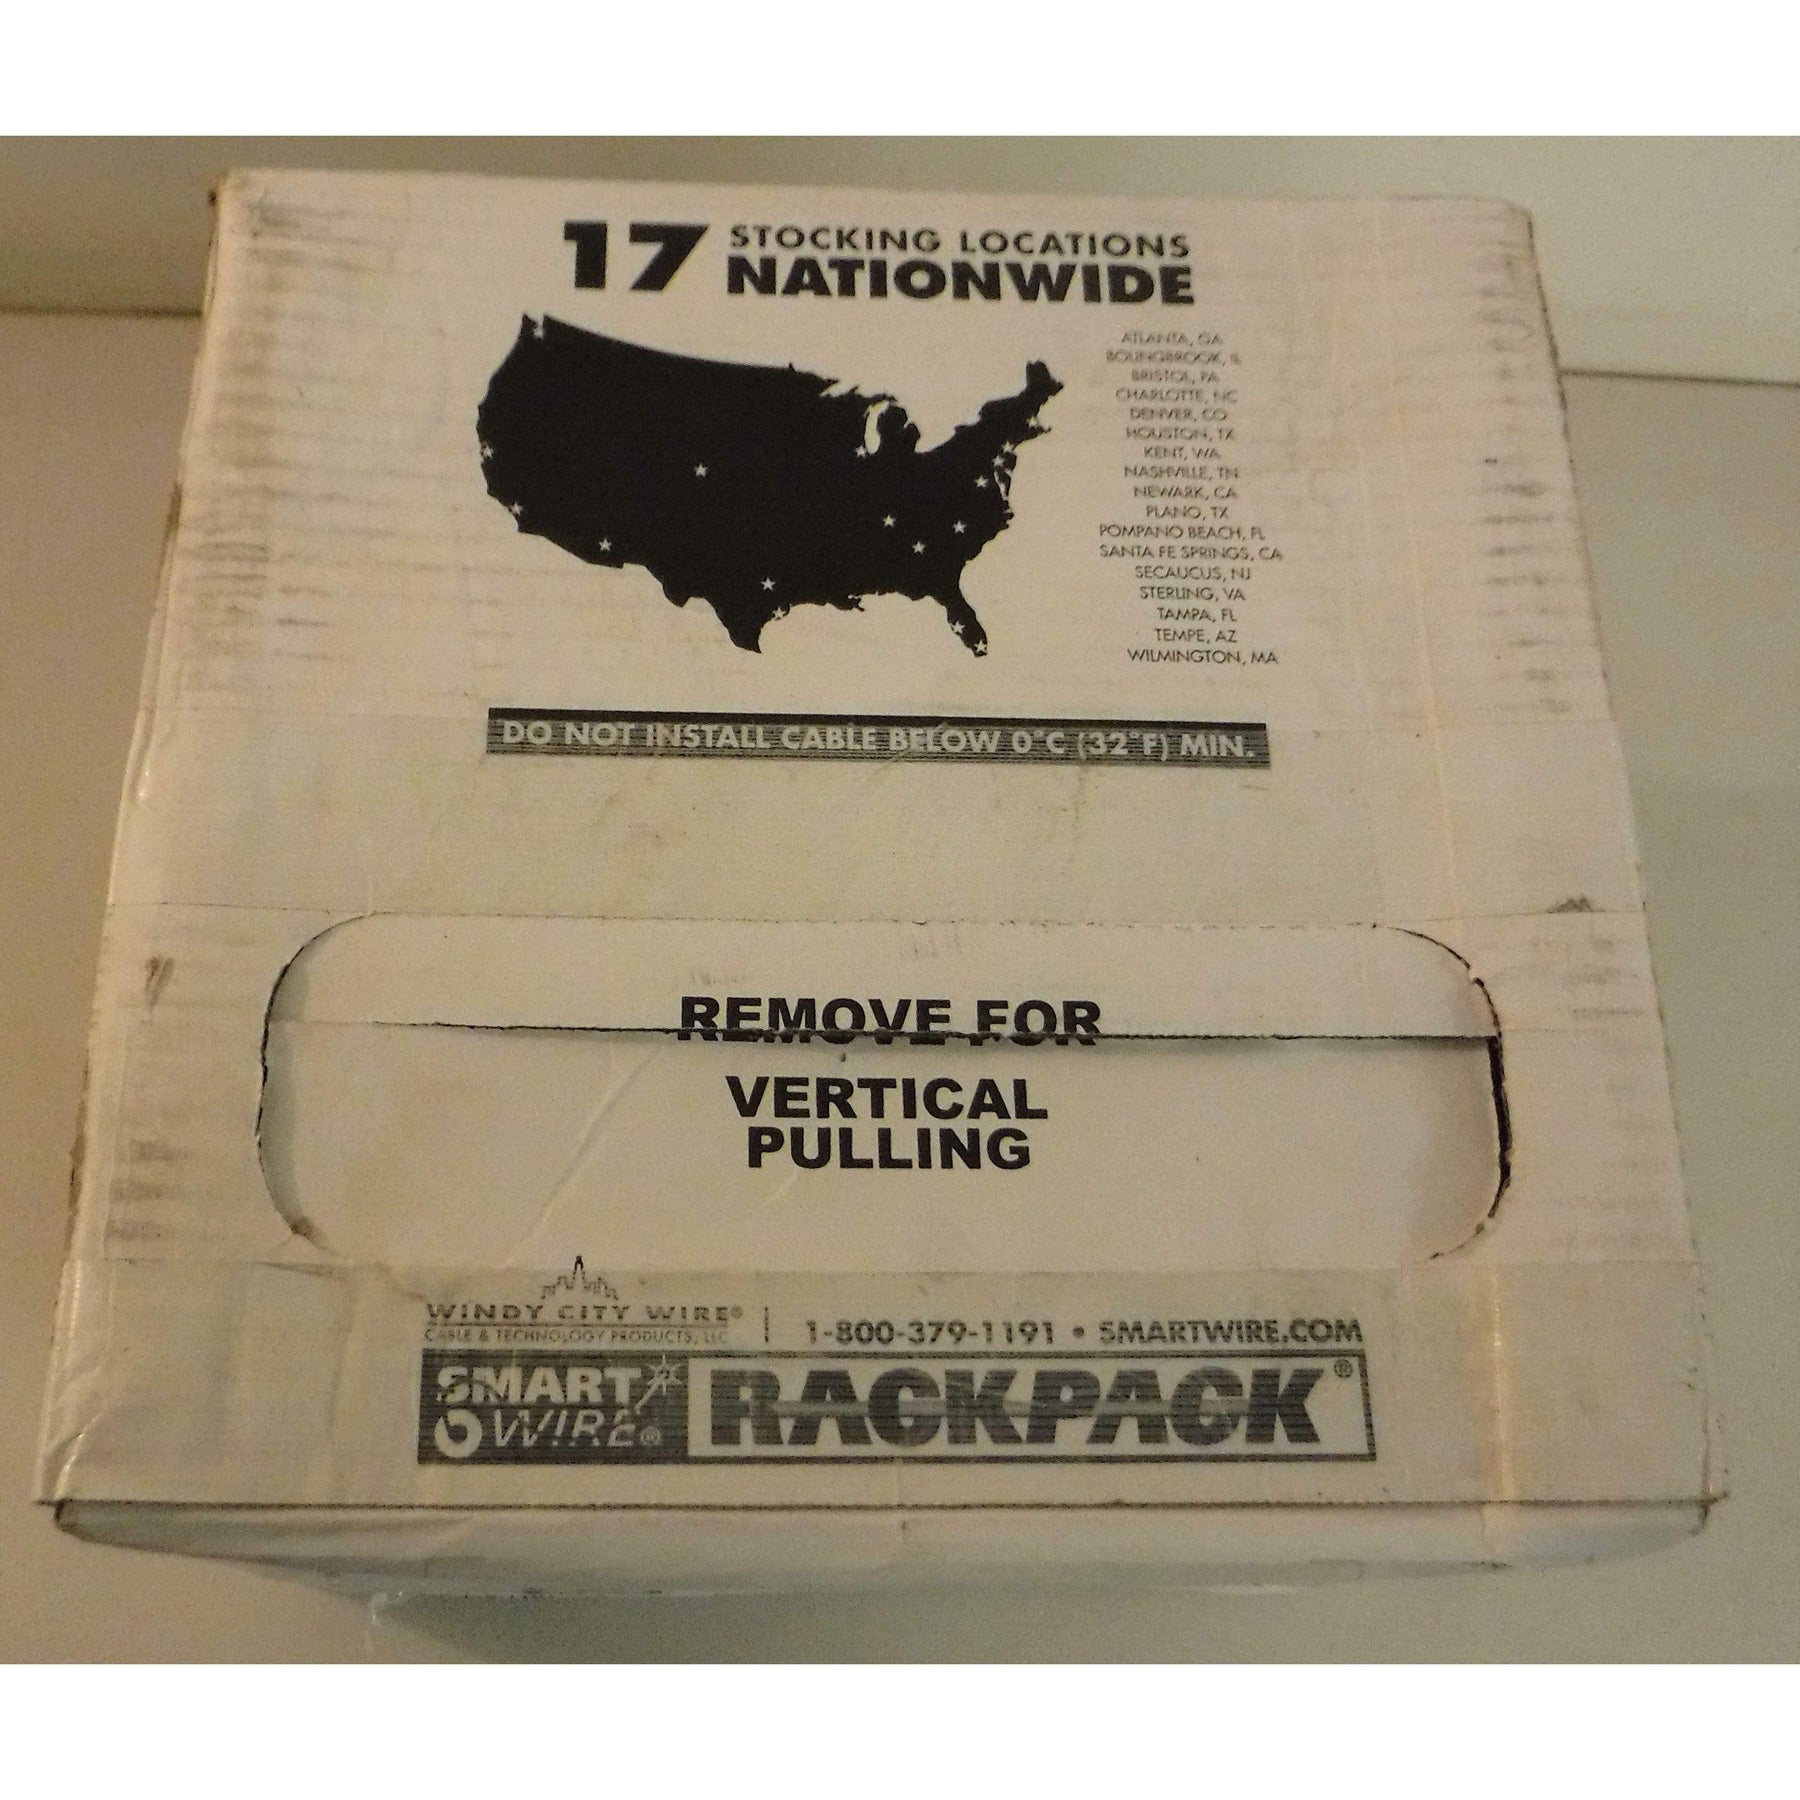 17 STOCKING LOCATIONS
NATIONWIDE
ATLANTA, GA
BOLINGBROOK, IL
BRISTOL, PA
CHARLOTTE, NC
DENVER, CO
HOUSTON, TX
KENT, WA
NASHVILLE, TN
NEWARK, CA
PLANO, TX
POMPANO BEACH, FL
SANTA FE SPRINGS, CA
SECAUCUS, NJ
STERLING, VA
TAMPA, FL
TEMPE, AZ
WILMINGTON, MA
DO NOT INSTALL CABLE BELOW 0°C (32°F) MIN.
REMOVE FOR
VERTICAL
PULLING
WINDY CITY WIRE®
CABLE & TECHNOLOGY PRODUCTS, LLC
1-800-379-1191 • SMARTWIRE.COM
SMART
WIRE®
RACKPACK®